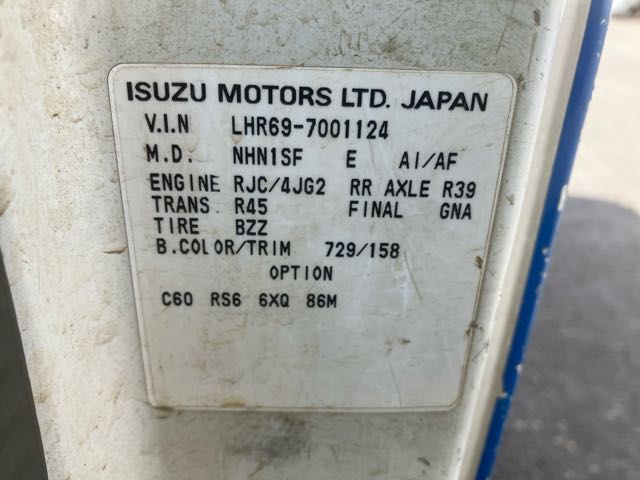 ISUZU MOTORS LTD. JAPAN
V.I.N LHR69-7001124
M.D. NHN1SF E AI/AF
ENGINE RJC/4JG2 RR AXLE R39
TRANS. R45 FINAL GNA
TIRE BZZ
B.COLOR/TRIM 729/158
OPTION
C60 RS6 6XQ 86M